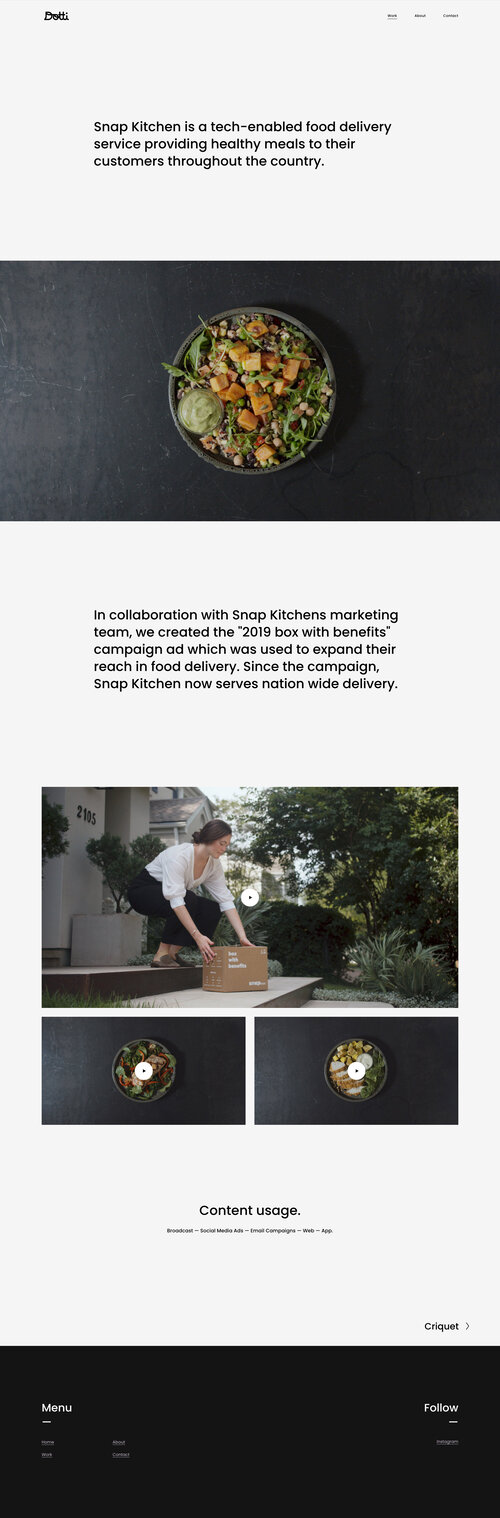 Dotti
Work About Contact
Snap Kitchen is a tech-enabled food delivery
service providing healthy meals to their
customers throughout the country.
In collaboration with Snap Kitchens marketing
team, we created the "2019 box with benefits"
campaign ad which was used to expand their
reach in food delivery. Since the campaign,
Snap Kitchen now serves nation wide delivery.
2105
box
with
benefits
Content usage.
Broadcast — Social Media Ads — Email Campaigns — Web — App.
Criquet
Menu Follow
Home About Instagram
Work Contact